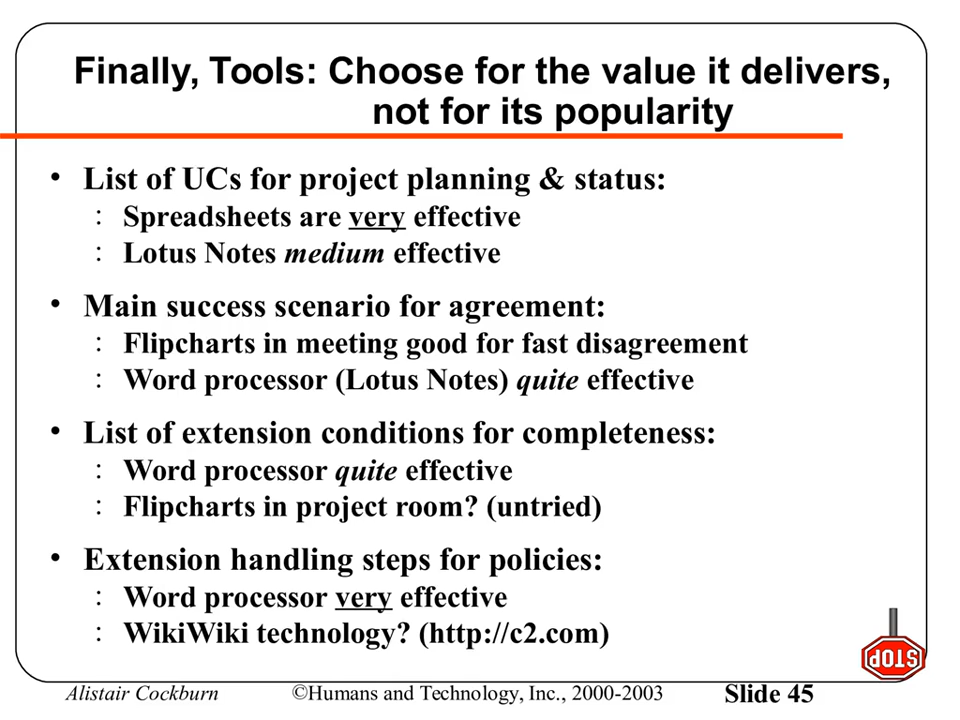 Finally, Tools: Choose for the value it delivers,
not for its popularity
• List of UCs for project planning & status:
: Spreadsheets are very effective
: Lotus Notes medium effective
• Main success scenario for agreement:
: Flipcharts in meeting good for fast disagreement
: Word processor (Lotus Notes) quite effective
• List of extension conditions for completeness:
: Word processor quite effective
: Flipcharts in project room? (untried)
• Extension handling steps for policies:
: Word processor very effective
: WikiWiki technology? (http://c2.com)
STOP
Alistair Cockburn ©Humans and Technology, Inc., 2000-2003 Slide 45